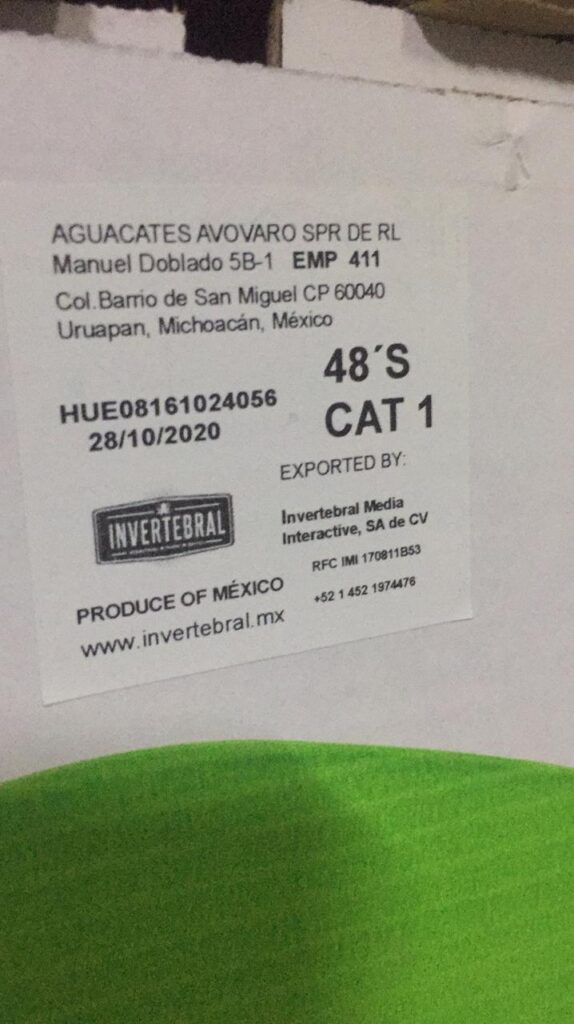 AGUACATES AVOVARO SPR DE RL
Manuel Doblado 5B-1 EMP 411
Col.Barrio de San Miguel CP 60040
Uruapan, Michoacán, México
48´S
CAT 1
HUE08161024056
28/10/2020
EXPORTED BY:
INVERTEBRAL
Invertebral Media
Interactive, SA de CV
RFC IMI 170811B53
+52 1 452 1974476
PRODUCE OF MÉXICO
www.invertebral.mx